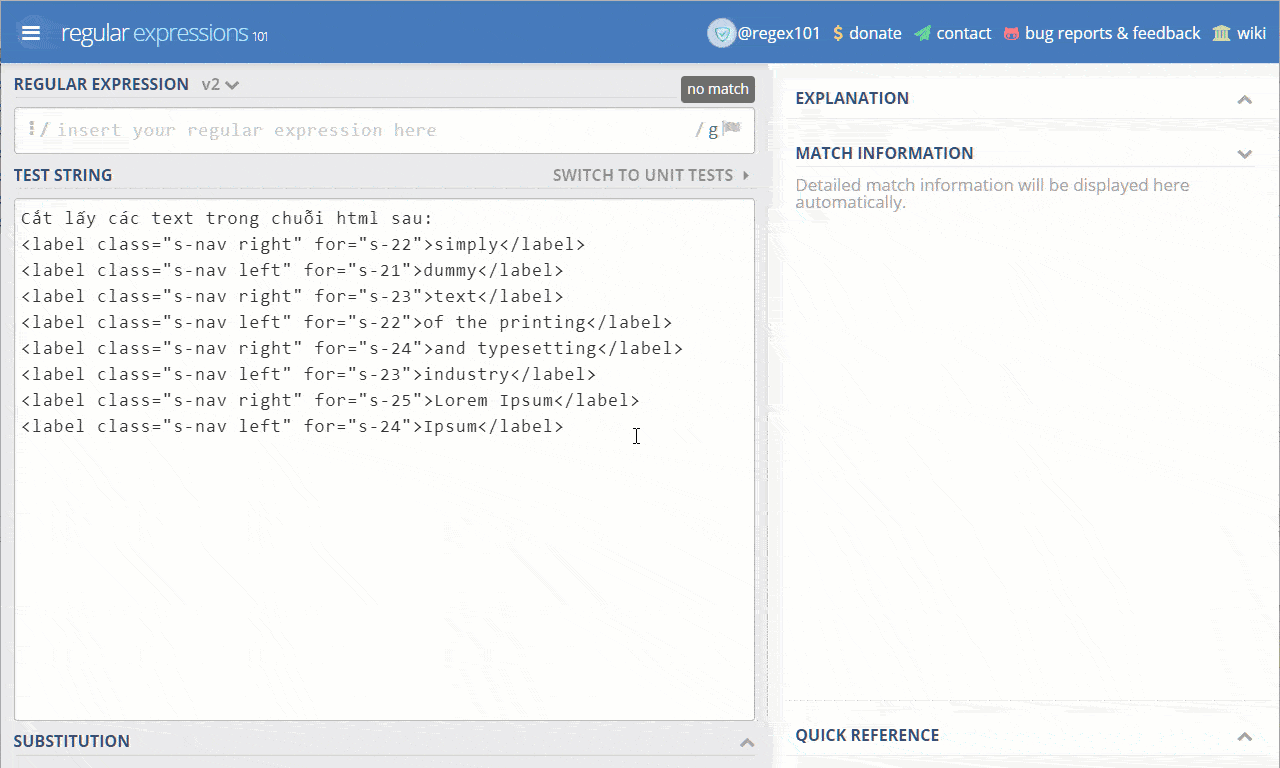 regular expressions 101
@regex101 $ donate contact bug reports & feedback wiki
REGULAR EXPRESSION v2
no match
/ insert your regular expression here / g
TEST STRING SWITCH TO UNIT TESTS
Cắt lấy các text trong chuỗi html sau:
<label class="s-nav right" for="s-22">simply</label>
<label class="s-nav left" for="s-21">dummy</label>
<label class="s-nav right" for="s-23">text</label>
<label class="s-nav left" for="s-22">of the printing</label>
<label class="s-nav right" for="s-24">and typesetting</label>
<label class="s-nav left" for="s-23">industry</label>
<label class="s-nav right" for="s-25">Lorem Ipsum</label>
<label class="s-nav left" for="s-24">Ipsum</label>
SUBSTITUTION
EXPLANATION
MATCH INFORMATION
Detailed match information will be displayed here
automatically.
QUICK REFERENCE